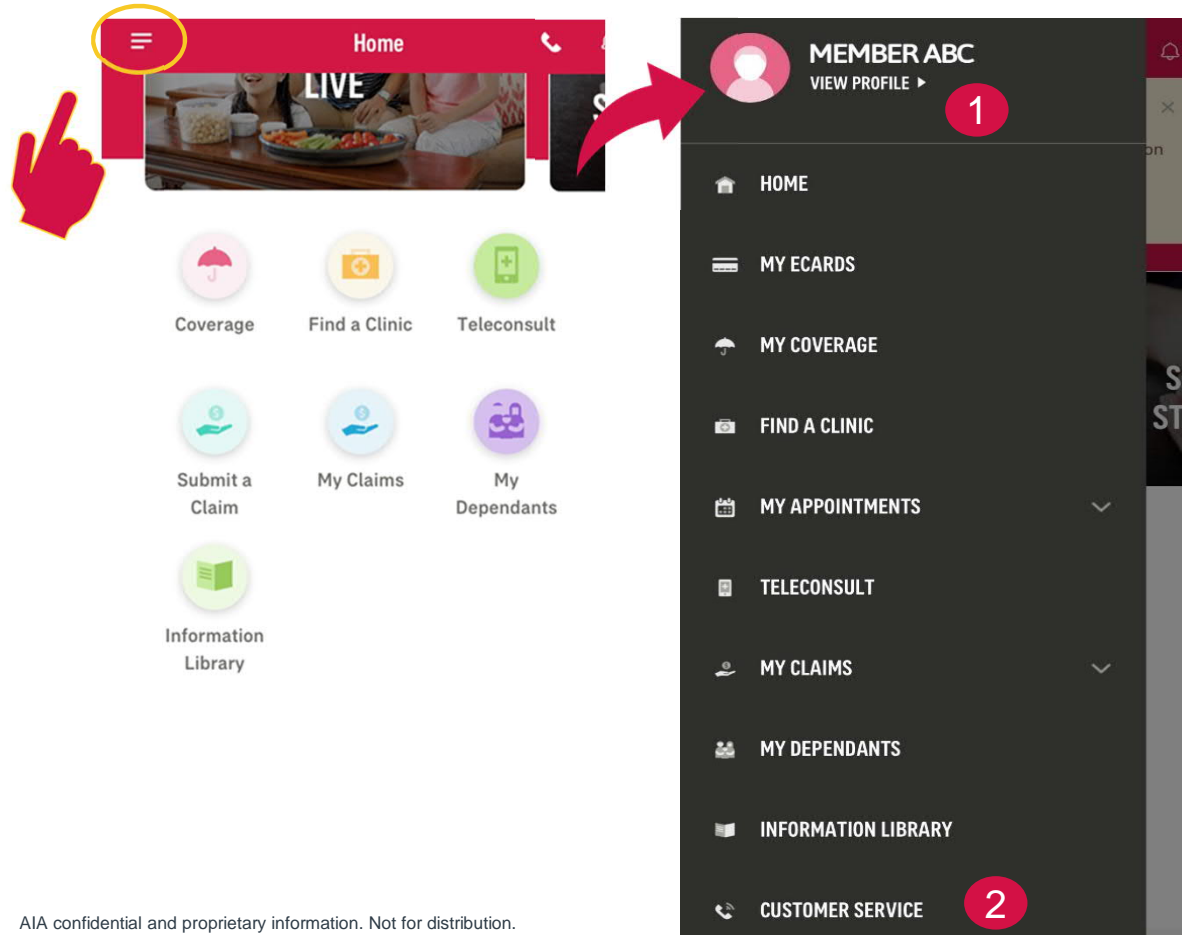 Home
LIVE
Coverage
Find a Clinic
Teleconsult
Submit a
Claim
My Claims
My
Dependants
Information
Library
AIA confidential and proprietary information. Not for distribution.
MEMBER ABC
VIEW PROFILE
1
HOME
MY ECARDS
MY COVERAGE
FIND A CLINIC
MY APPOINTMENTS
TELECONSULT
MY CLAIMS
MY DEPENDANTS
INFORMATION LIBRARY
CUSTOMER SERVICE
2
on
S
ST